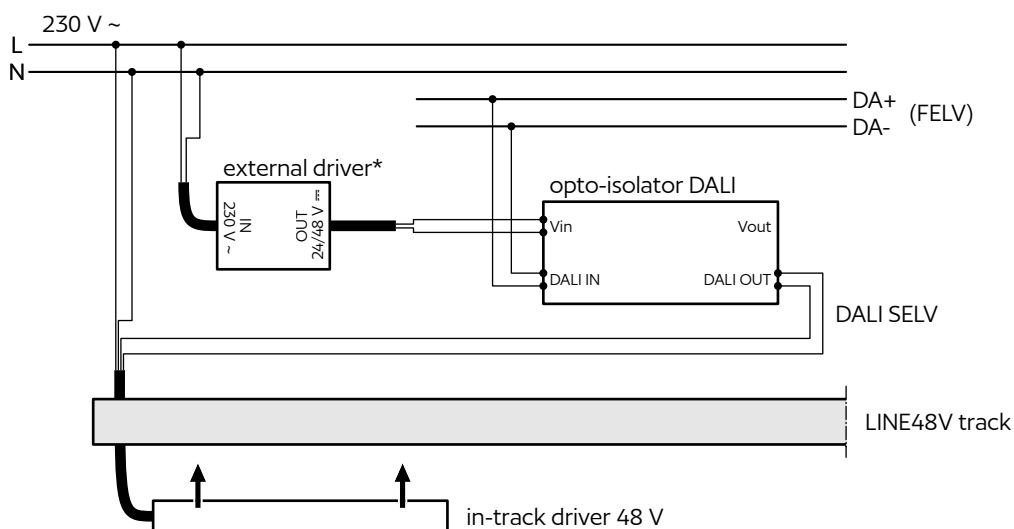 230 V ~
L
N
DA+
(FELV)
DA-
external driver*
opto-isolator DALI
IN
230 V ~
OUT
24/48 V ⎓
Vin
Vout
DALI IN
DALI OUT
DALI SELV
LINE48V track
in-track driver 48 V